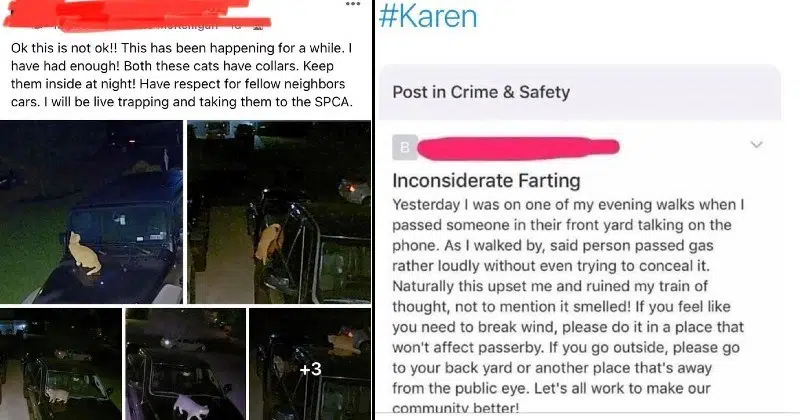 Ok this is not ok!! This has been happening for a while. I
have had enough! Both these cats have collars. Keep
them inside at night! Have respect for fellow neighbors
cars. I will be live trapping and taking them to the SPCA.
+3
#Karen
Post in Crime & Safety
B
Inconsiderate Farting
Yesterday I was on one of my evening walks when I
passed someone in their front yard talking on the
phone. As I walked by, said person passed gas
rather loudly without even trying to conceal it.
Naturally this upset me and ruined my train of
thought, not to mention it smelled! If you feel like
you need to break wind, please do it in a place that
won't affect passerby. If you go outside, please go
to your back yard or another place that's away
from the public eye. Let's all work to make our
community better!